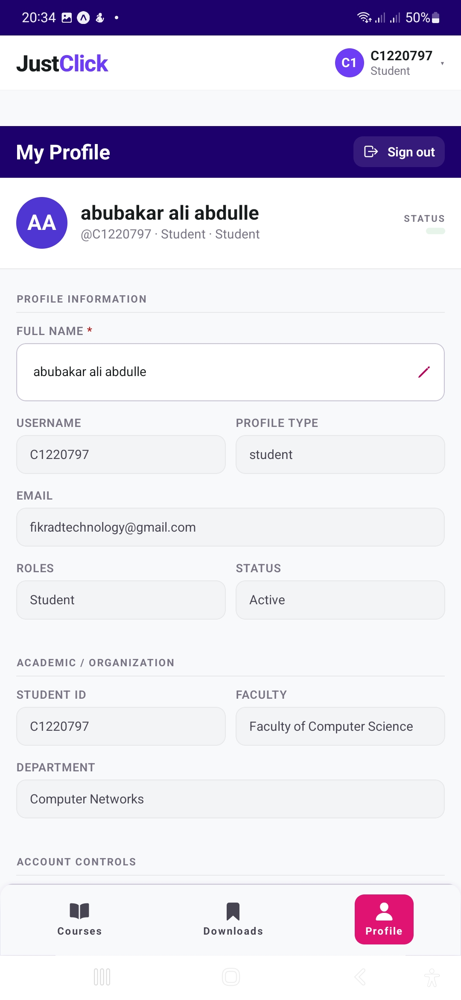 20:34
50%
JustClick
C1
C1220797
Student
My Profile
Sign out
AA
abubakar ali abdulle
@C1220797 · Student · Student
STATUS
PROFILE INFORMATION
FULL NAME *
abubakar ali abdulle
USERNAME
PROFILE TYPE
C1220797
student
EMAIL
fikradtechnology@gmail.com
ROLES
STATUS
Student
Active
ACADEMIC / ORGANIZATION
STUDENT ID
FACULTY
C1220797
Faculty of Computer Science
DEPARTMENT
Computer Networks
ACCOUNT CONTROLS
Courses
Downloads
Profile